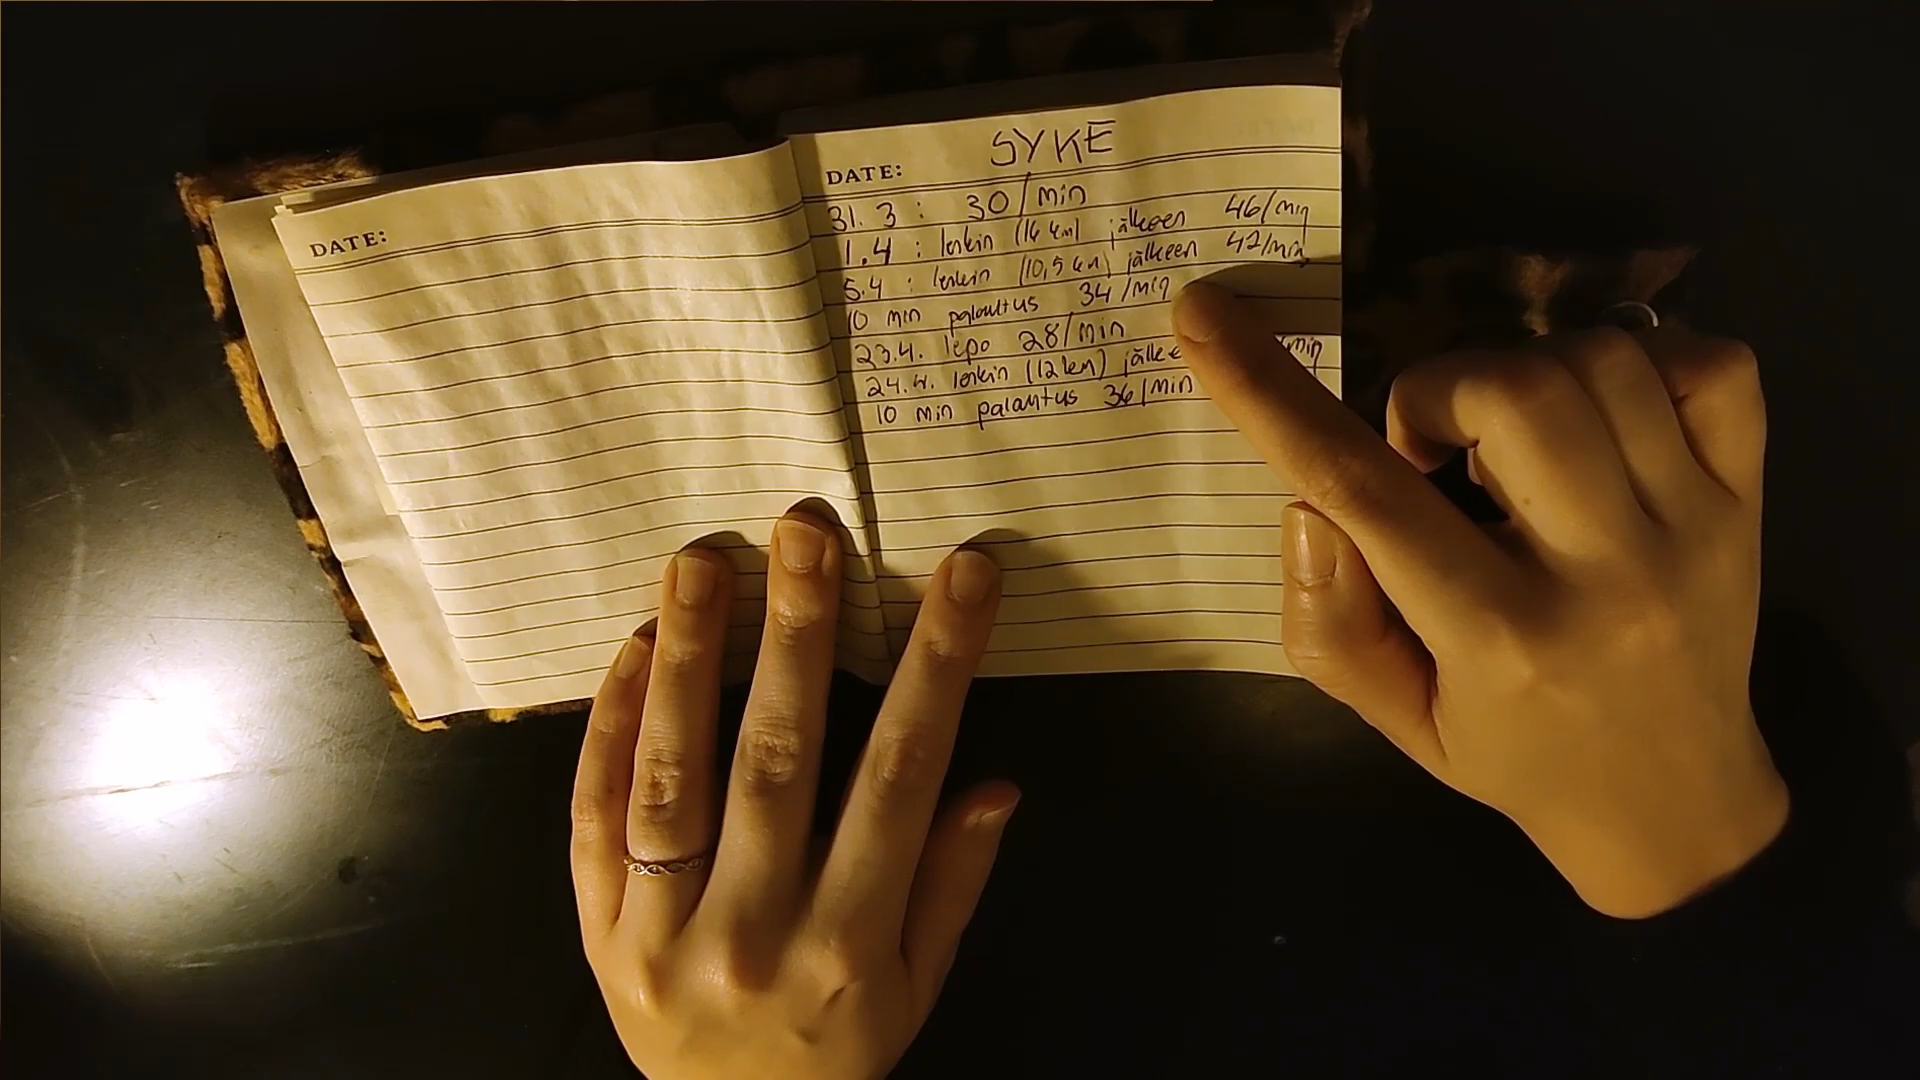 DATE:
SYKE
DATE:
31.3 : 30/min
1.4 : lenkin (16 km) jälkeen 46/min
5.4 : lenkin (10,5 km) jälkeen 42/min
10 min palautus 34/min
23.4. lepo 28/min
24.4. lenkin (12 km) jälke /min
10 min palautus 36/min